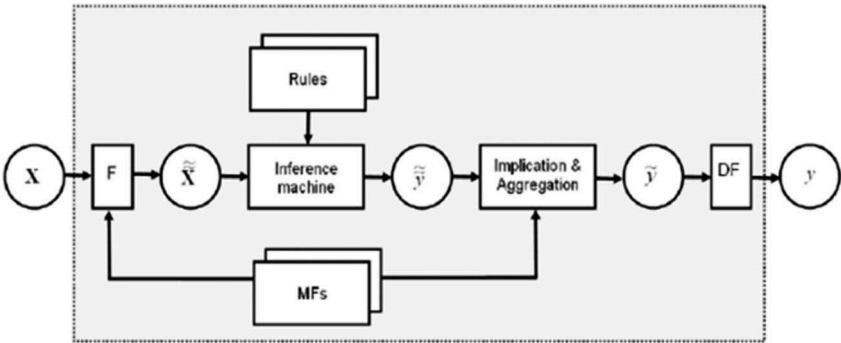 Rules
X
F
X̃̃
Inference
machine
ỹ̃
Implication &
Aggregation
ỹ
DF
y
MFs